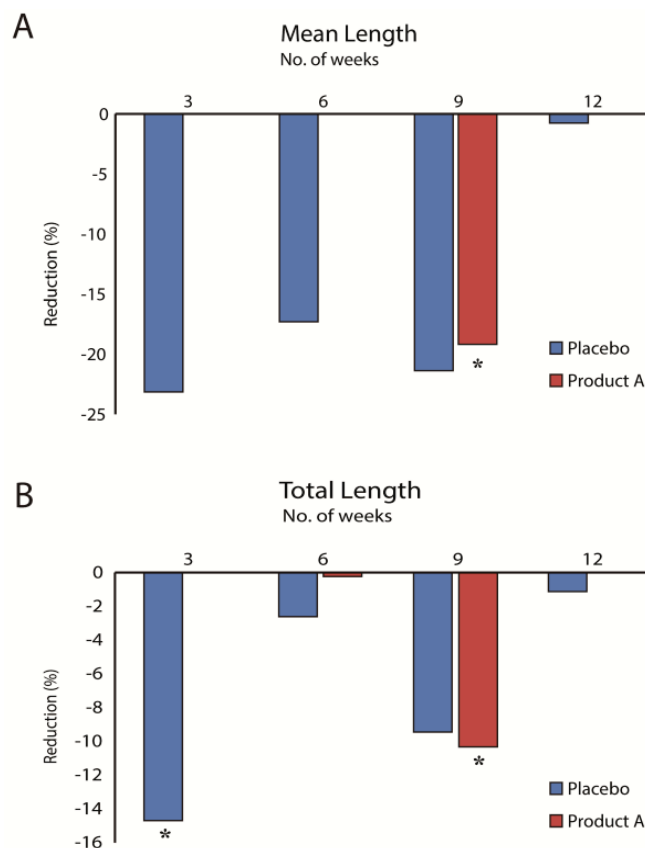 A
Mean Length
No. of weeks
3 6 9 12
0
-5
-10
-15
-20
-25
Reduction (%)
*
Placebo
Product A
B
Total Length
No. of weeks
3 6 9 12
0
-2
-4
-6
-8
-10
-12
-14
-16
Reduction (%)
*
*
Placebo
Product A